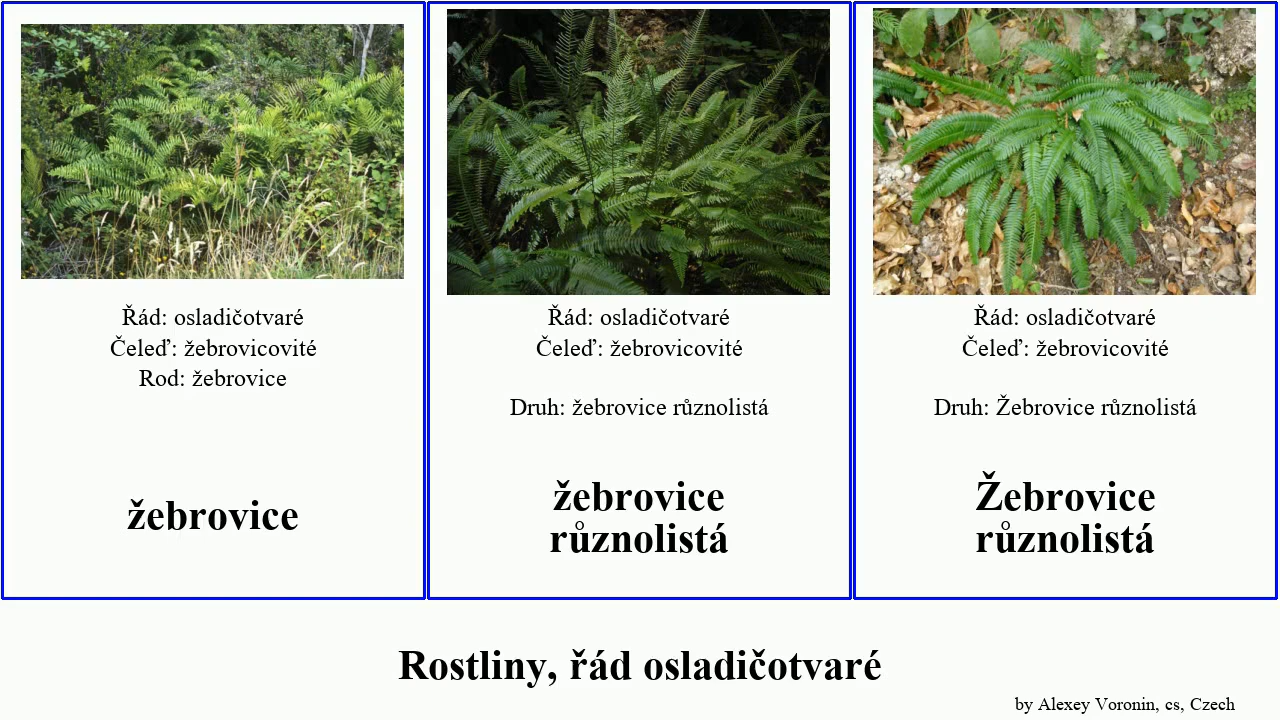 Řád: osladičotvaré
Čeleď: žebrovicovité
Rod: žebrovice
žebrovice
Řád: osladičotvaré
Čeleď: žebrovicovité
Druh: žebrovice různolistá
žebrovice
různolistá
Řád: osladičotvaré
Čeleď: žebrovicovité
Druh: Žebrovice různolistá
Žebrovice
různolistá
Rostliny, řád osladičotvaré
by Alexey Voronin, cs, Czech